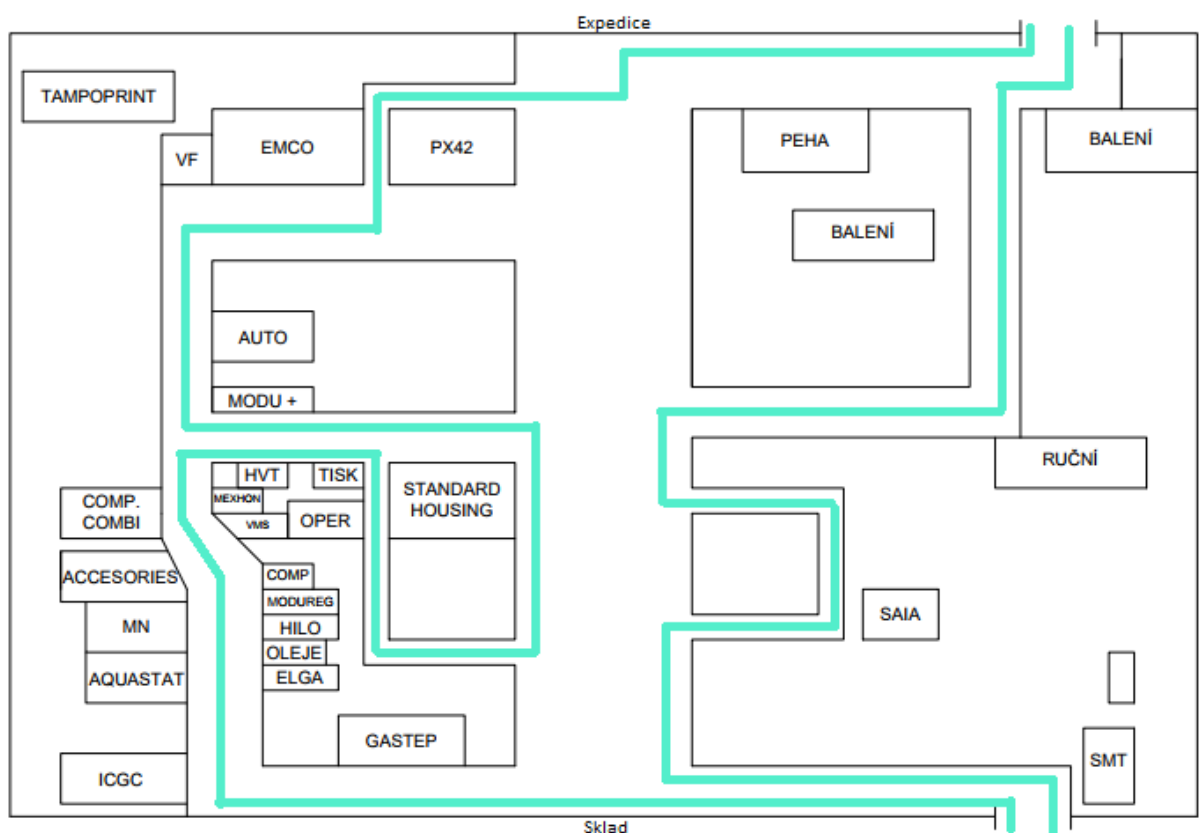 Expedice
TAMPOPRINT
VF
EMCO
PX42
PEHA
BALENÍ
BALENÍ
AUTO
MODU +
HVT
TISK
MEXHON
VMS
OPER
STANDARD
HOUSING
RUČNÍ
COMP.
COMBI
ACCESORIES
MN
AQUASTAT
ICGC
COMP
MODUREG
HILO
OLEJE
ELGA
GASTEP
SAIA
SMT
Sklad